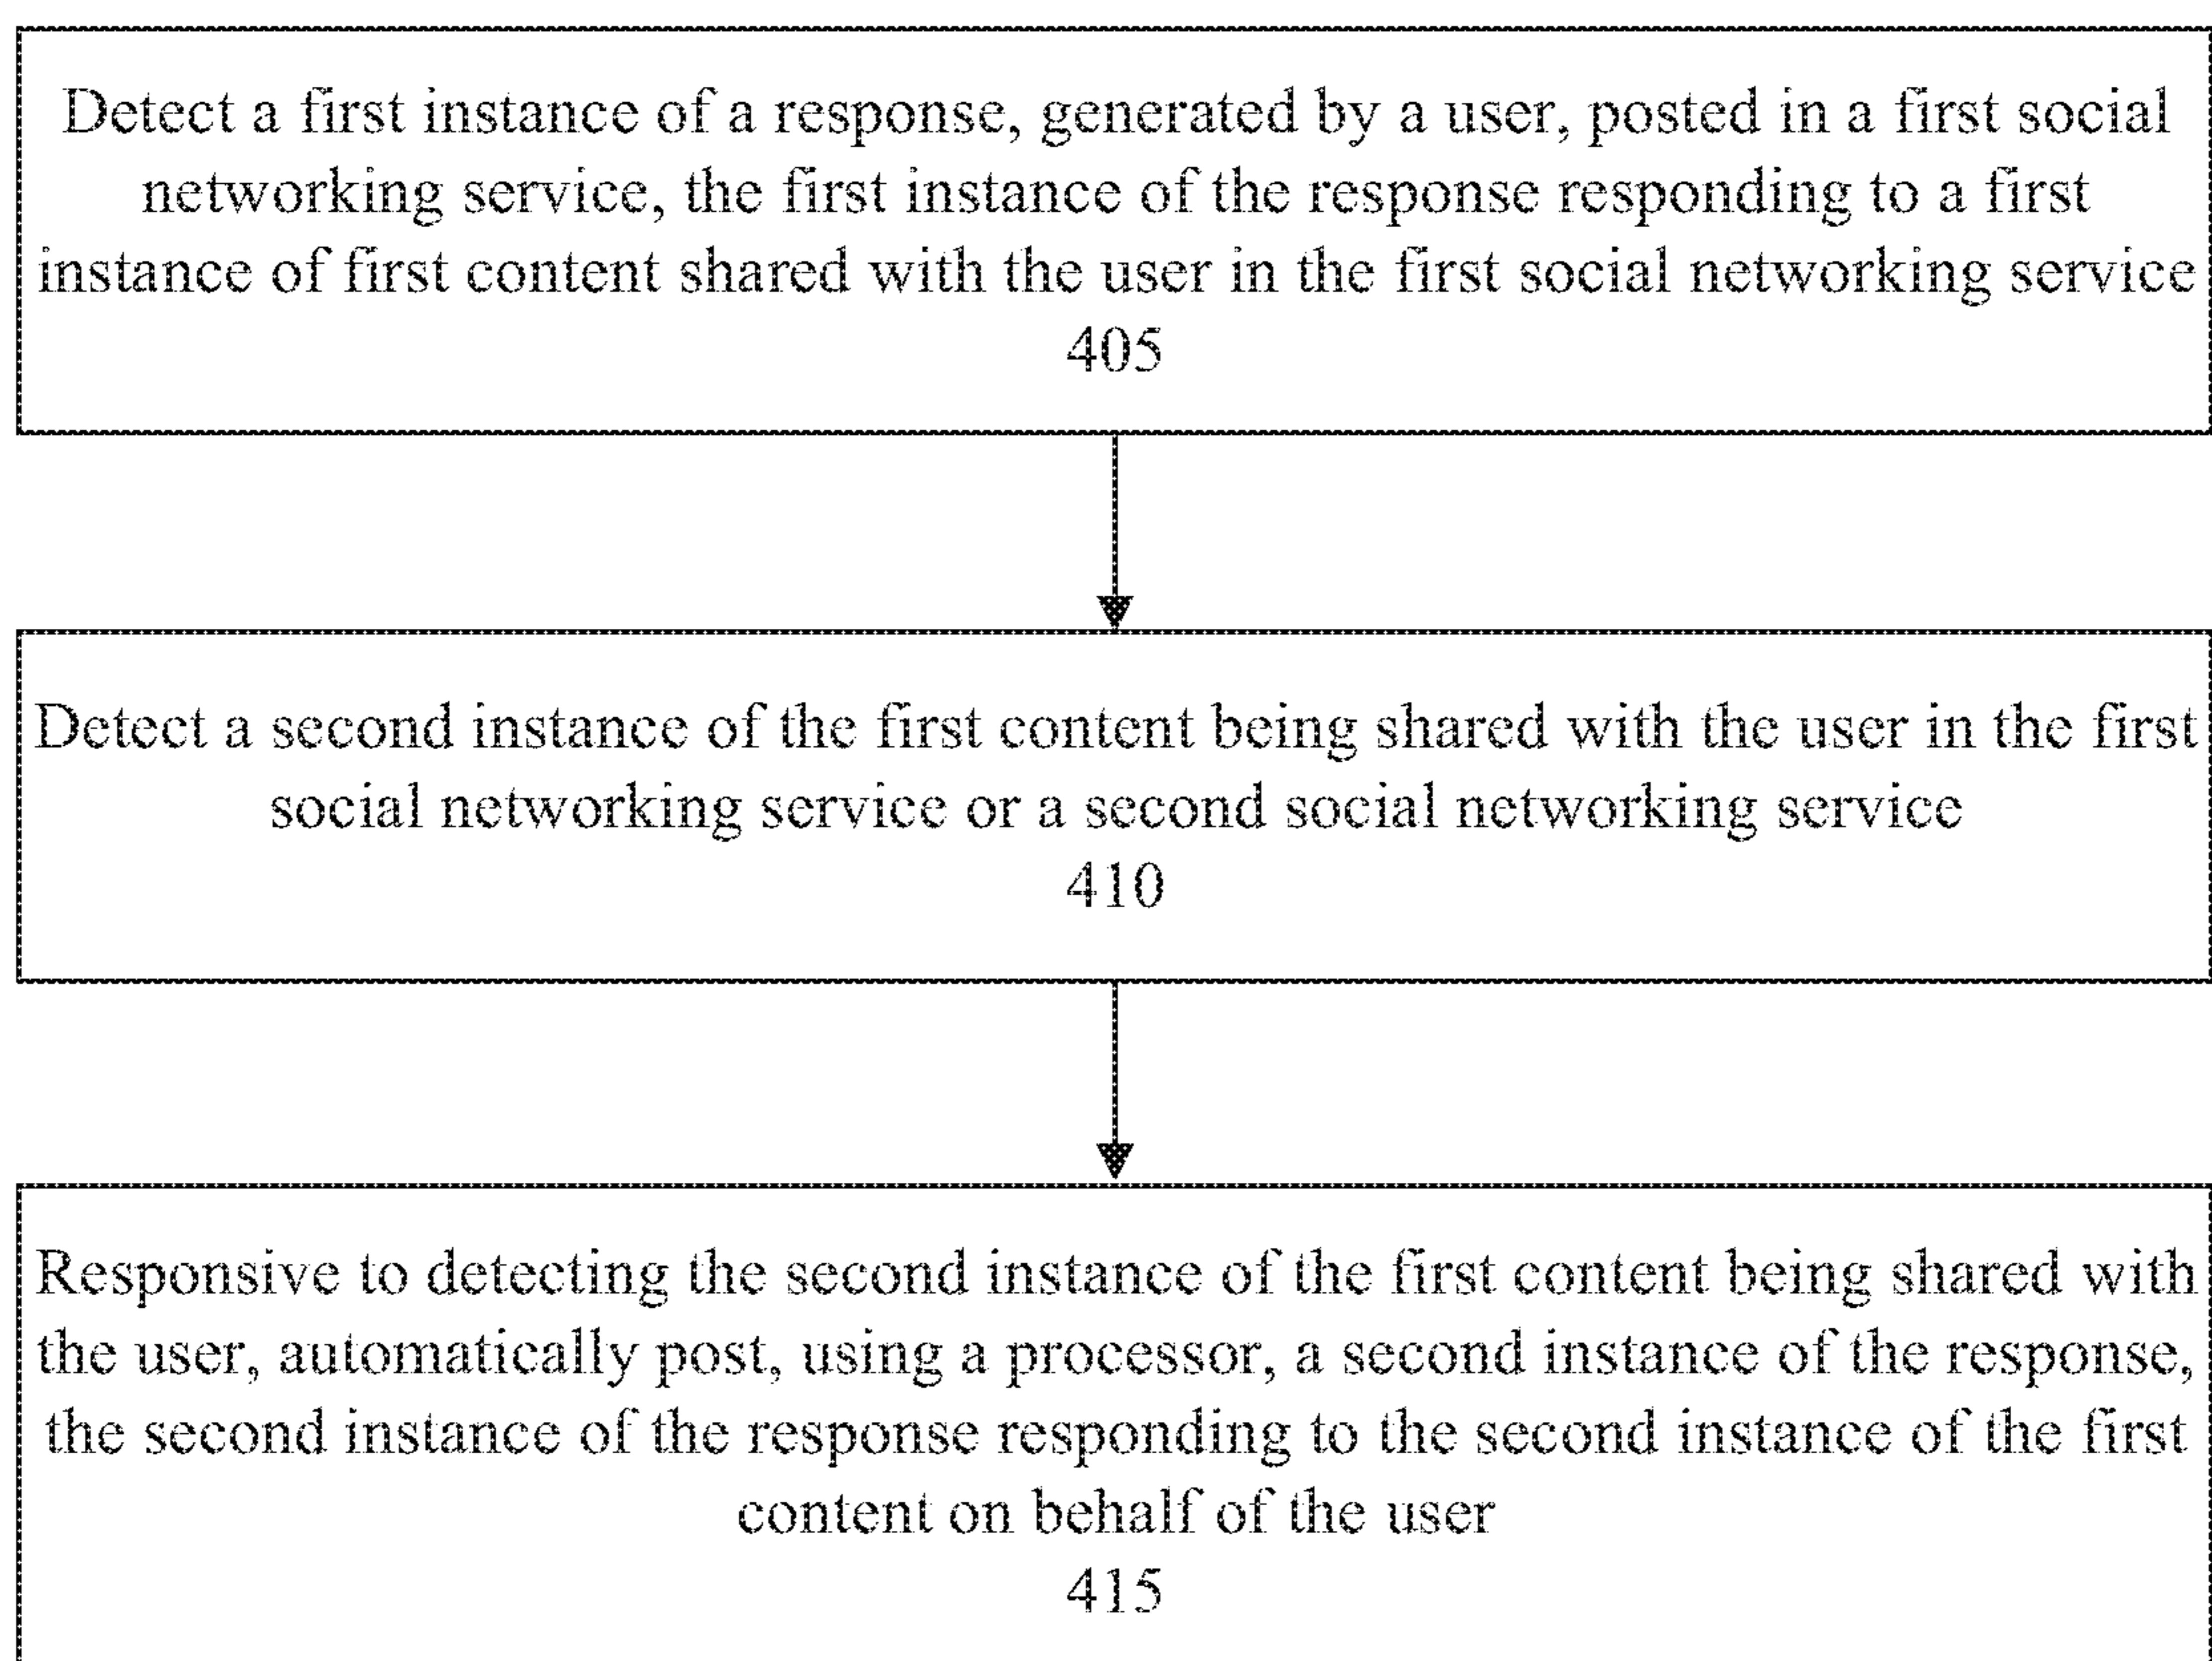 Detect a first instance of a response, generated by a user, posted in a first social
networking service, the first instance of the response responding to a first
instance of first content shared with the user in the first social networking service
405
Detect a second instance of the first content being shared with the user in the first
social networking service or a second social networking service
410
Responsive to detecting the second instance of the first content being shared with
the user, automatically post, using a processor, a second instance of the response,
the second instance of the response responding to the second instance of the first
content on behalf of the user
415